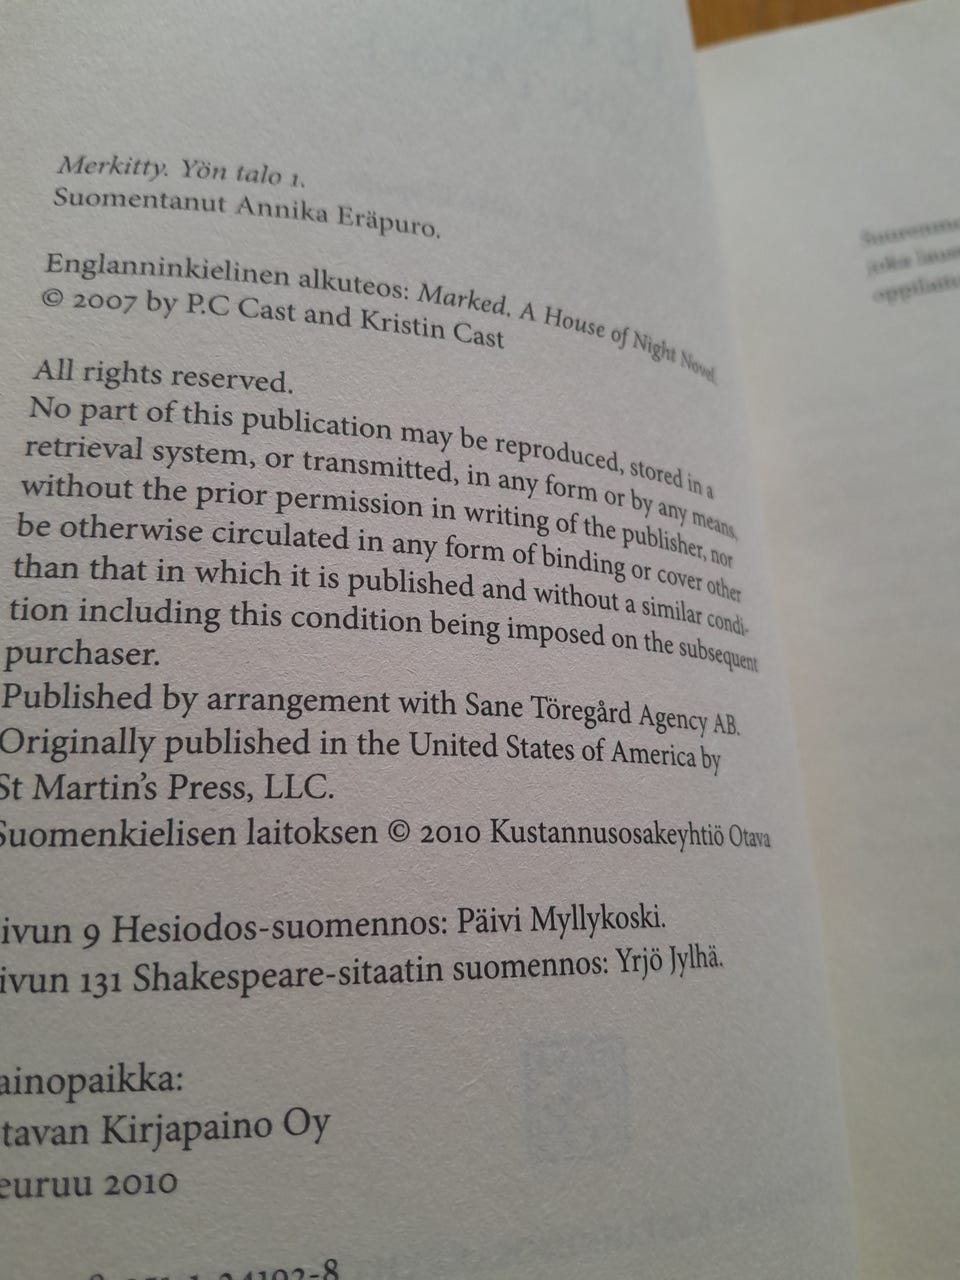 Merkitty. Yön talo 1.
Suomentanut Annika Eräpuro.
Englanninkielinen alkuteos: Marked. A House of Night Novel.
© 2007 by P.C Cast and Kristin Cast
All rights reserved.
No part of this publication may be reproduced, stored in a
retrieval system, or transmitted, in any form or by any means,
without the prior permission in writing of the publisher, nor
be otherwise circulated in any form of binding or cover other
than that in which it is published and without a similar condi-
tion including this condition being imposed on the subsequent
purchaser.
Published by arrangement with Sane Töregård Agency AB.
Originally published in the United States of America by
St Martin's Press, LLC.
Suomenkielisen laitoksen © 2010 Kustannusosakeyhtiö Otava
ivun 9 Hesiodos-suomennos: Päivi Myllykoski.
ivun 131 Shakespeare-sitaatin suomennos: Yrjö Jylhä.
ainopaikka:
tavan Kirjapaino Oy
euruu 2010